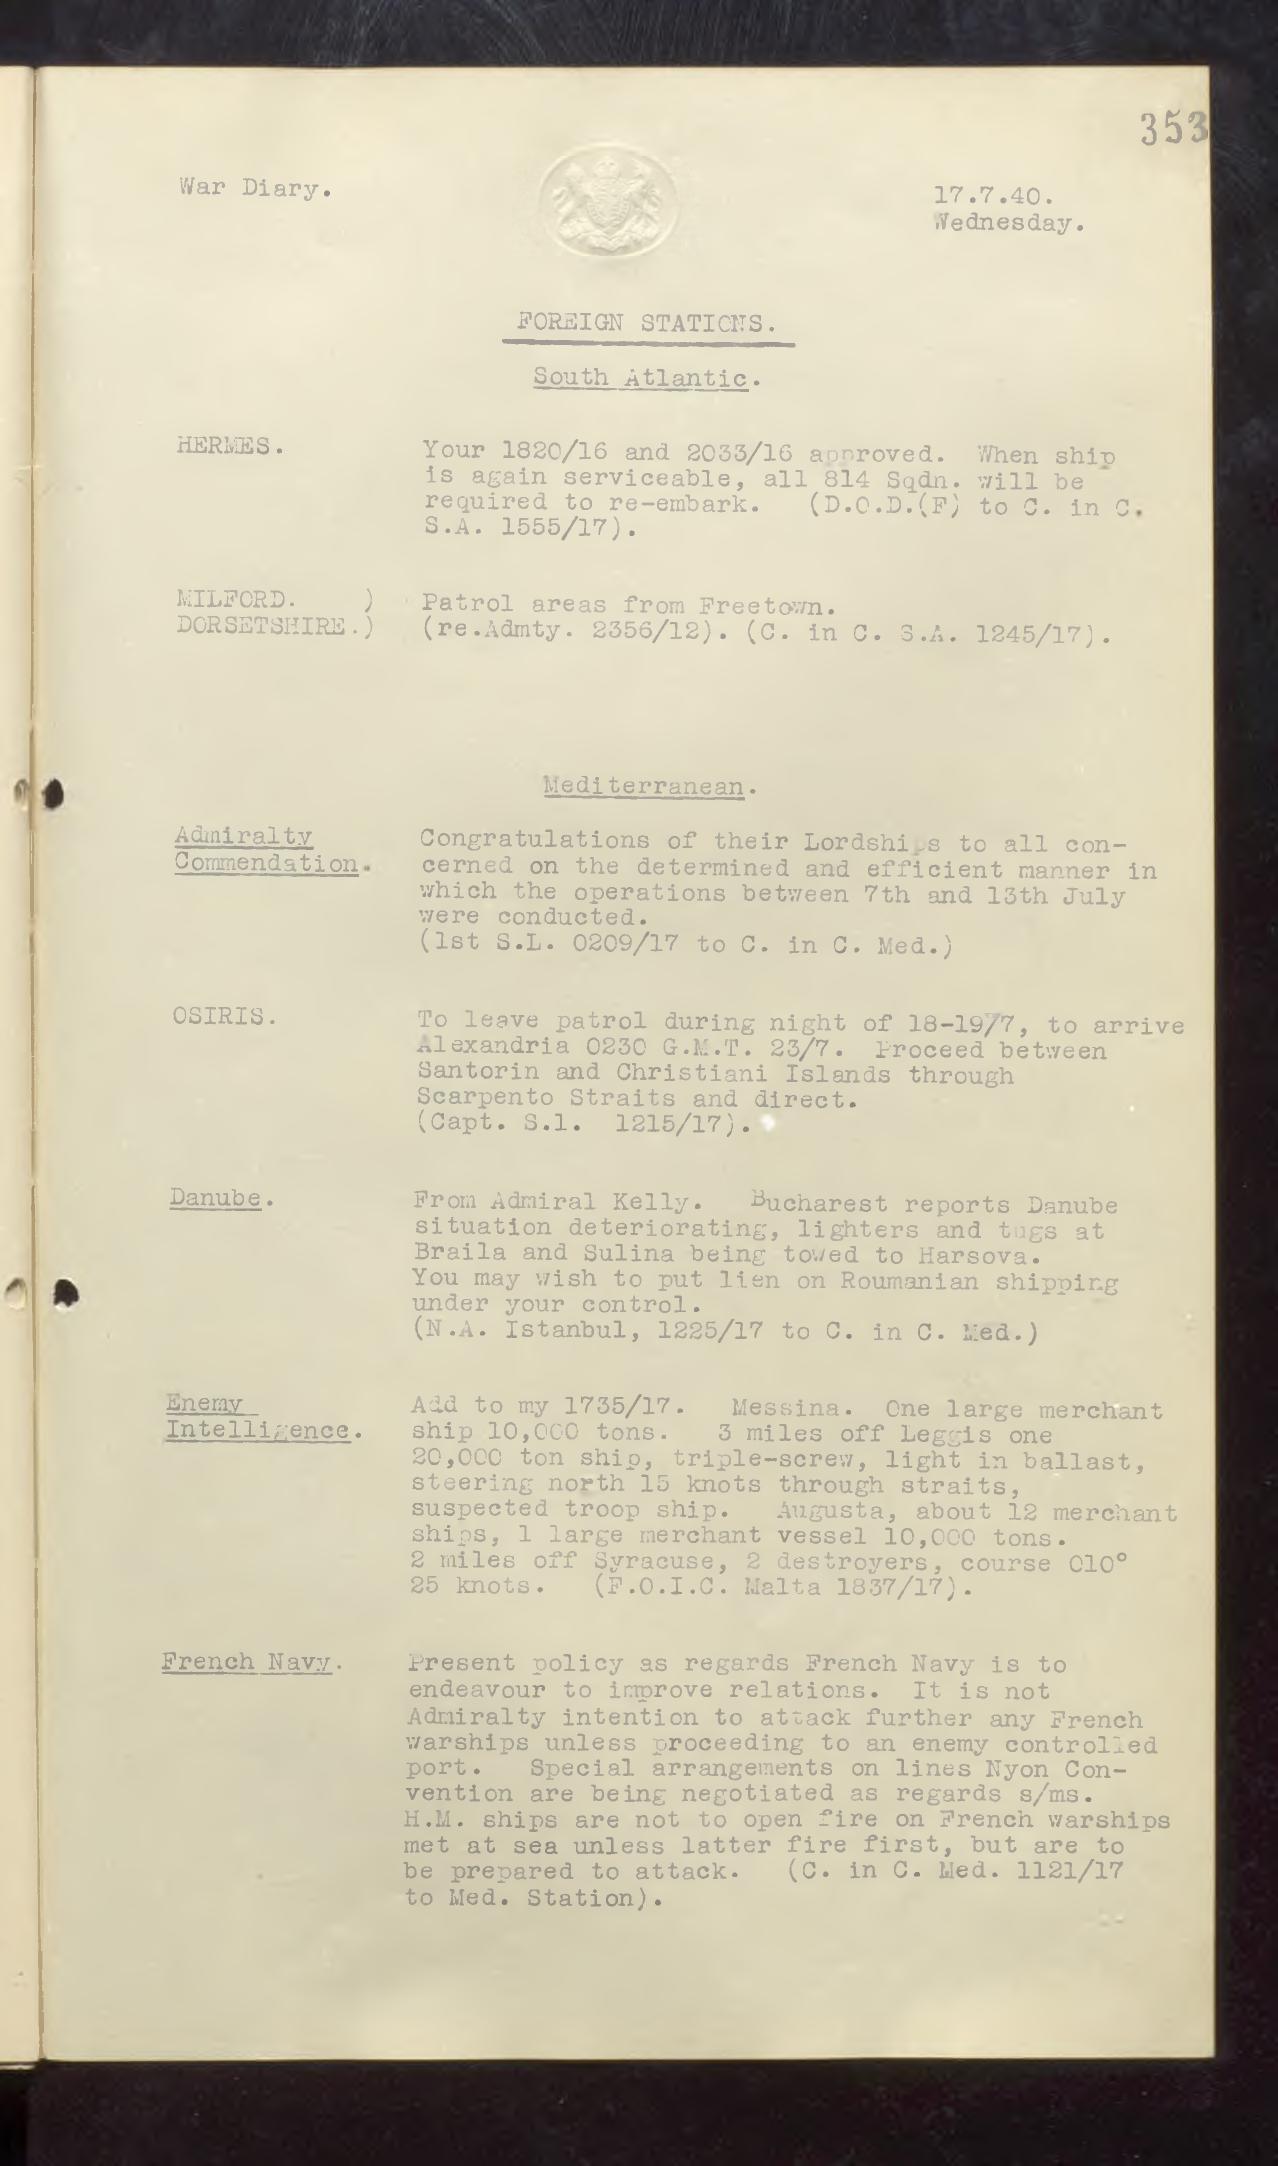 353
War Diary.
17.7.40.
Wednesday.
FOREIGN STATIONS.
South Atlantic.
HERMES.
Your 1820/16 and 2033/16 approved. When ship
is again serviceable, all 814 Sqdn. will be
required to re-embark. (D.O.D.(F) to C. in C.
S.A. 1555/17).
MILFORD. )
DORSETSHIRE.)
Patrol areas from Freetown.
(re.Admty. 2356/12). (C. in C. S.A. 1245/17).
Mediterranean.
Admiralty
Commendation.
Congratulations of their Lordships to all con-
cerned on the determined and efficient manner in
which the operations between 7th and 13th July
were conducted.
(1st S.L. 0209/17 to C. in C. Med.)
OSIRIS.
To leave patrol during night of 18-19/7, to arrive
Alexandria 0230 G.M.T. 23/7. Proceed between
Santorin and Christiani Islands through
Scarpento Straits and direct.
(Capt. S.1. 1215/17).
Danube.
From Admiral Kelly. Bucharest reports Danube
situation deteriorating, lighters and tugs at
Braila and Sulina being towed to Harsova.
You may wish to put lien on Roumanian shipping
under your control.
(N.A. Istanbul, 1225/17 to C. in C. Med.)
Enemy
Intelligence.
Add to my 1735/17. Messina. One large merchant
ship 10,000 tons. 3 miles off Leggis one
20,000 ton ship, triple-screw, light in ballast,
steering north 15 knots through straits,
suspected troop ship. Augusta, about 12 merchant
ships, 1 large merchant vessel 10,000 tons.
2 miles off Syracuse, 2 destroyers, course 010°
25 knots. (F.O.I.C. Malta 1837/17).
French Navy.
Present policy as regards French Navy is to
endeavour to improve relations. It is not
Admiralty intention to attack further any French
warships unless proceeding to an enemy controlled
port. Special arrangements on lines Nyon Con-
vention are being negotiated as regards s/ms.
H.M. ships are not to open fire on French warships
met at sea unless latter fire first, but are to
be prepared to attack. (C. in C. Med. 1121/17
to Med. Station).